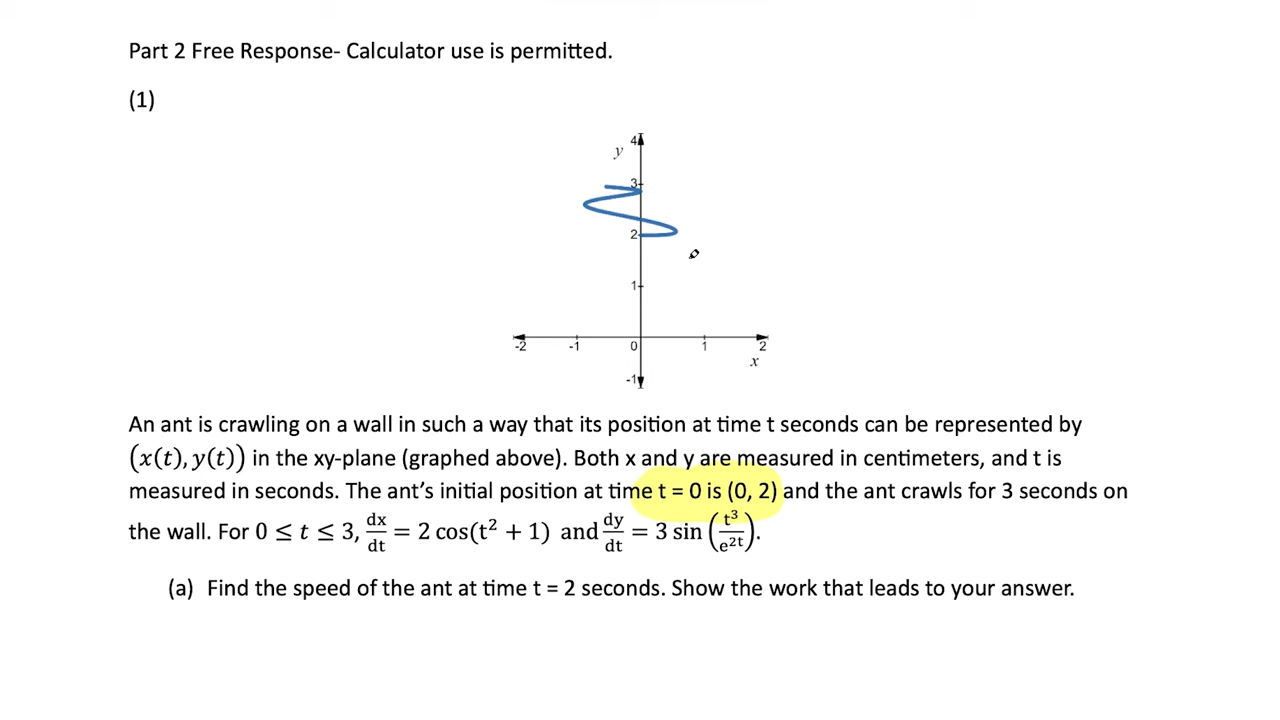 Part 2 Free Response- Calculator use is permitted.
(1)
4
y
3
2
1
-2 -1 0 1 2
x
-1
An ant is crawling on a wall in such a way that its position at time t seconds can be represented by
(x(t), y(t)) in the xy-plane (graphed above). Both x and y are measured in centimeters, and t is
measured in seconds. The ant's initial position at time t = 0 is (0, 2) and the ant crawls for 3 seconds on
the wall. For 0 ≤ t ≤ 3, dx/dt = 2 cos(t² + 1) and dy/dt = 3 sin (t³/e²ᵗ).
(a) Find the speed of the ant at time t = 2 seconds. Show the work that leads to your answer.